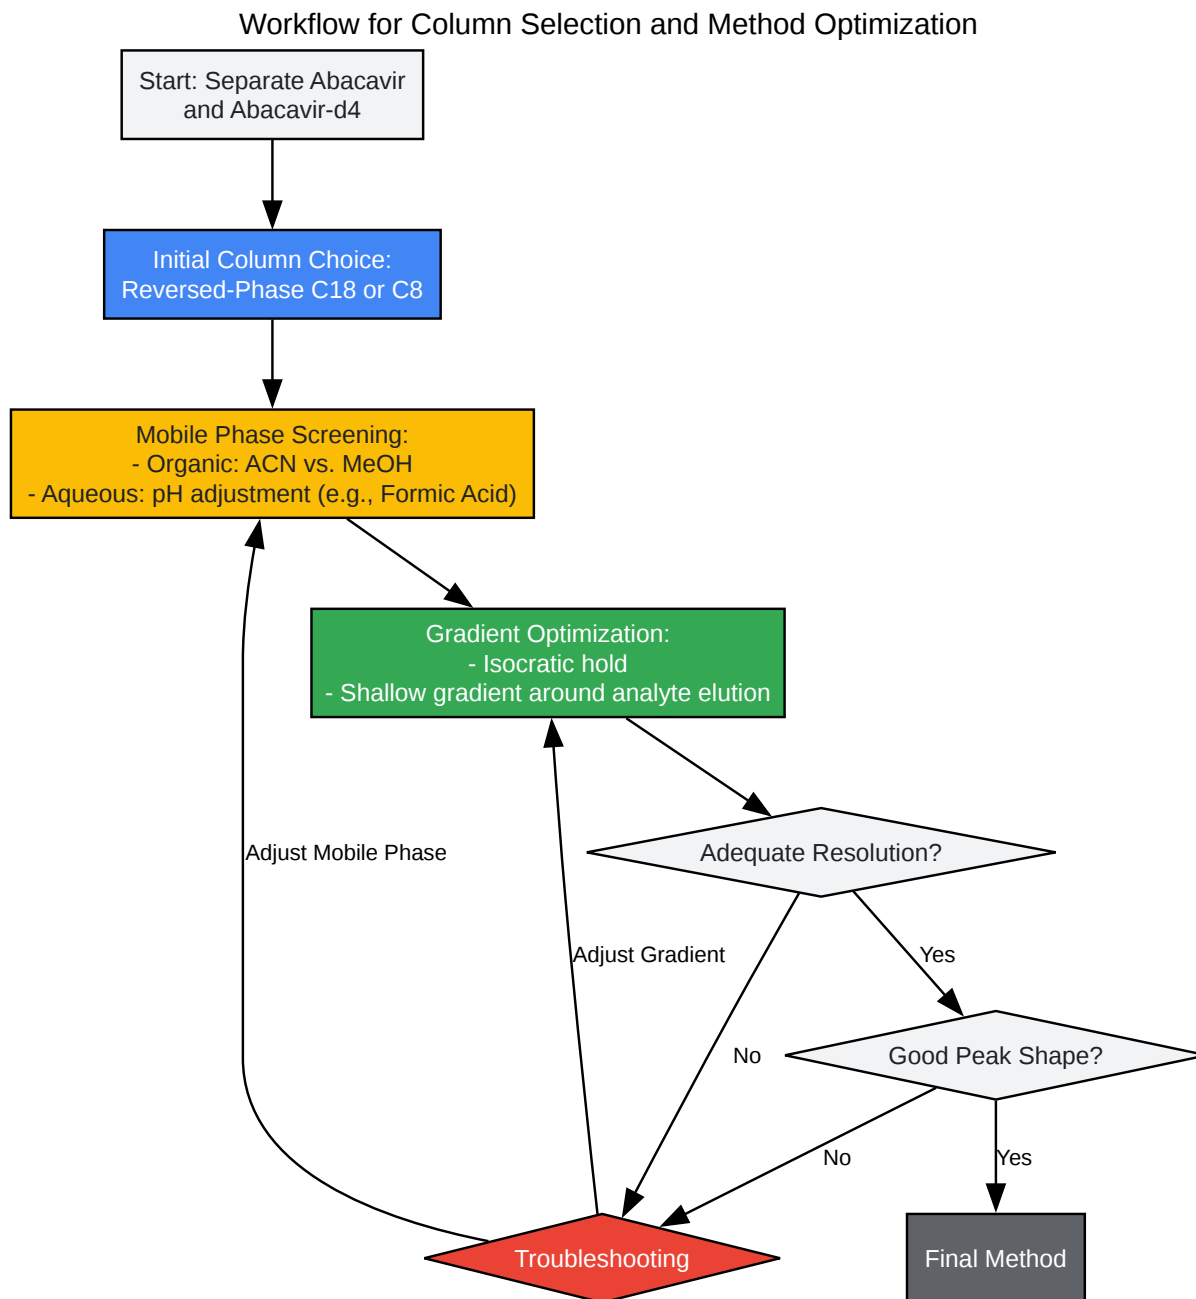 Workflow for Column Selection and Method Optimization
Start: Separate Abacavir
and Abacavir-d4
Initial Column Choice:
Reversed-Phase C18 or C8
Mobile Phase Screening:
- Organic: ACN vs. MeOH
- Aqueous: pH adjustment (e.g., Formic Acid)
Gradient Optimization:
- Isocratic hold
- Shallow gradient around analyte elution
Adequate Resolution?
Adjust Mobile Phase
Adjust Gradient
Yes
No
Good Peak Shape?
No
Yes
Troubleshooting
Final Method